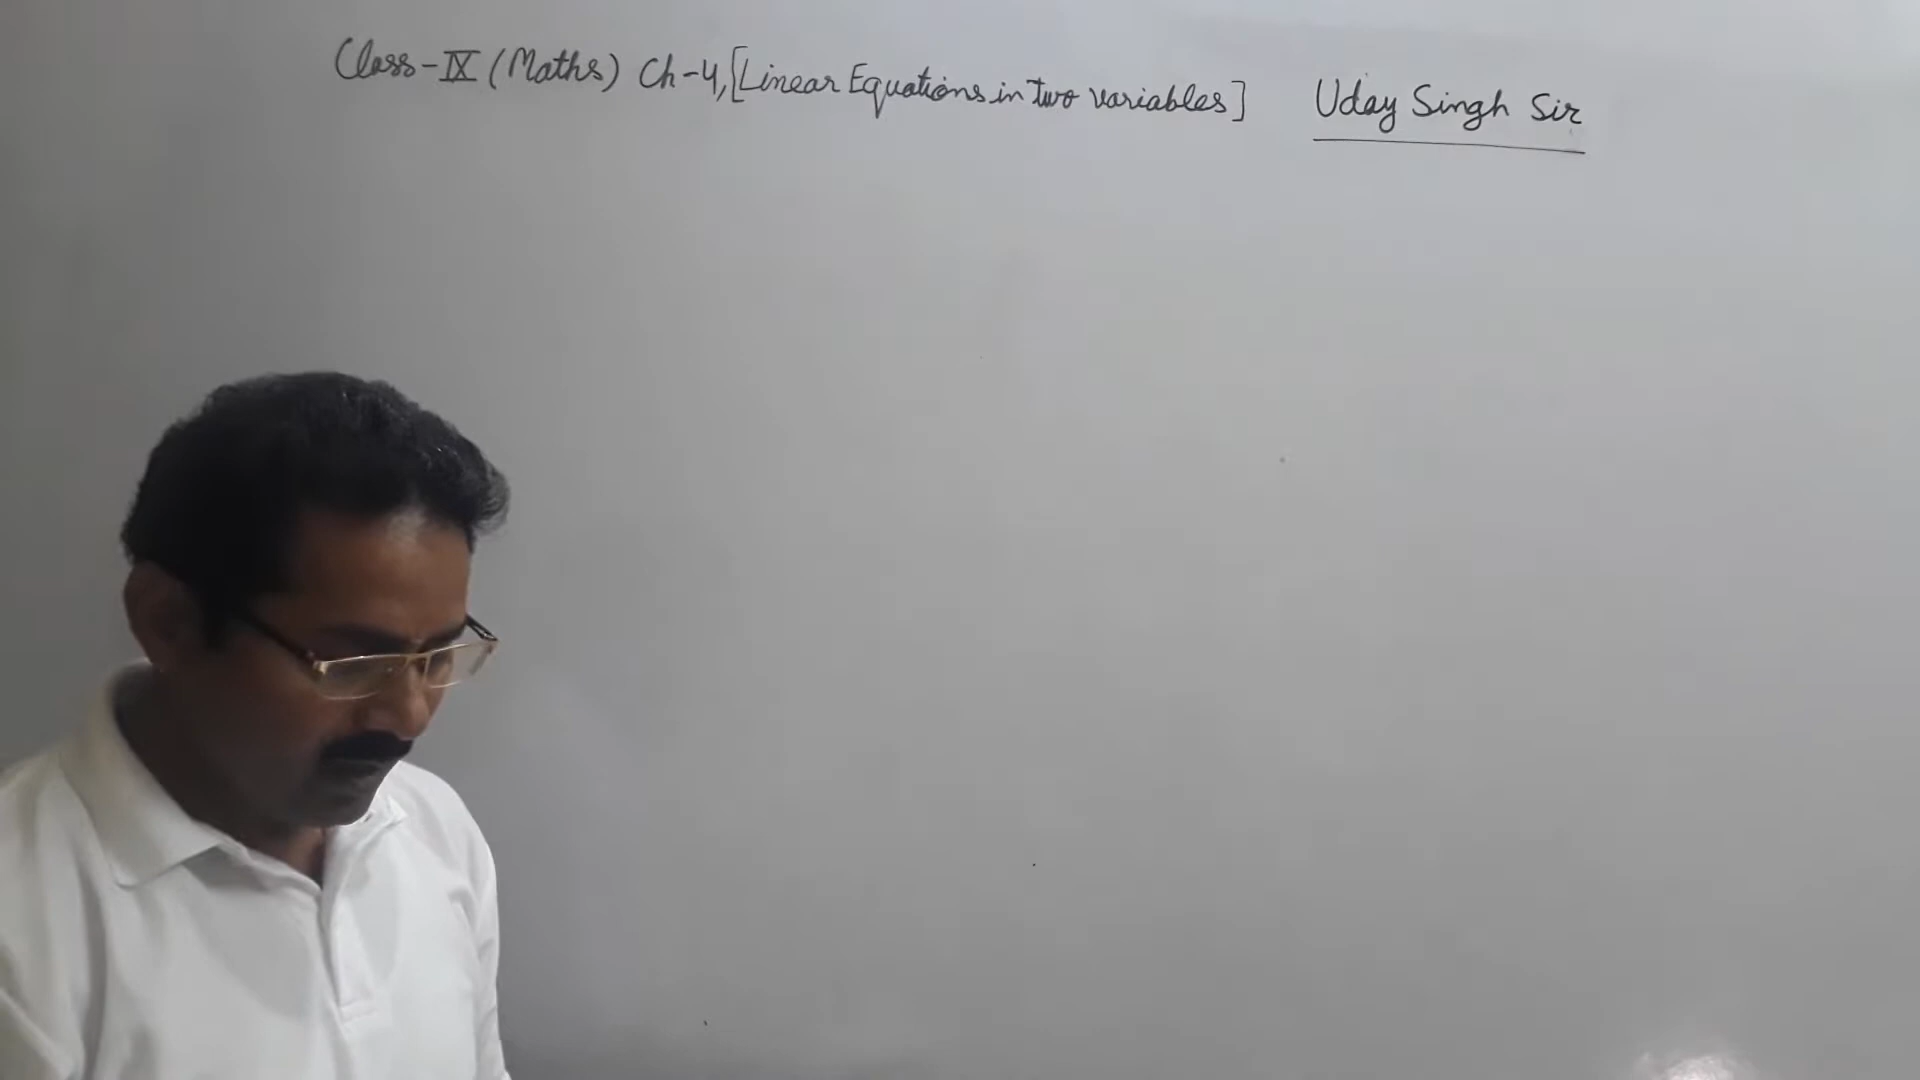 Class-IX (Maths) Ch-4, [Linear Equations in two variables] Uday Singh Sir